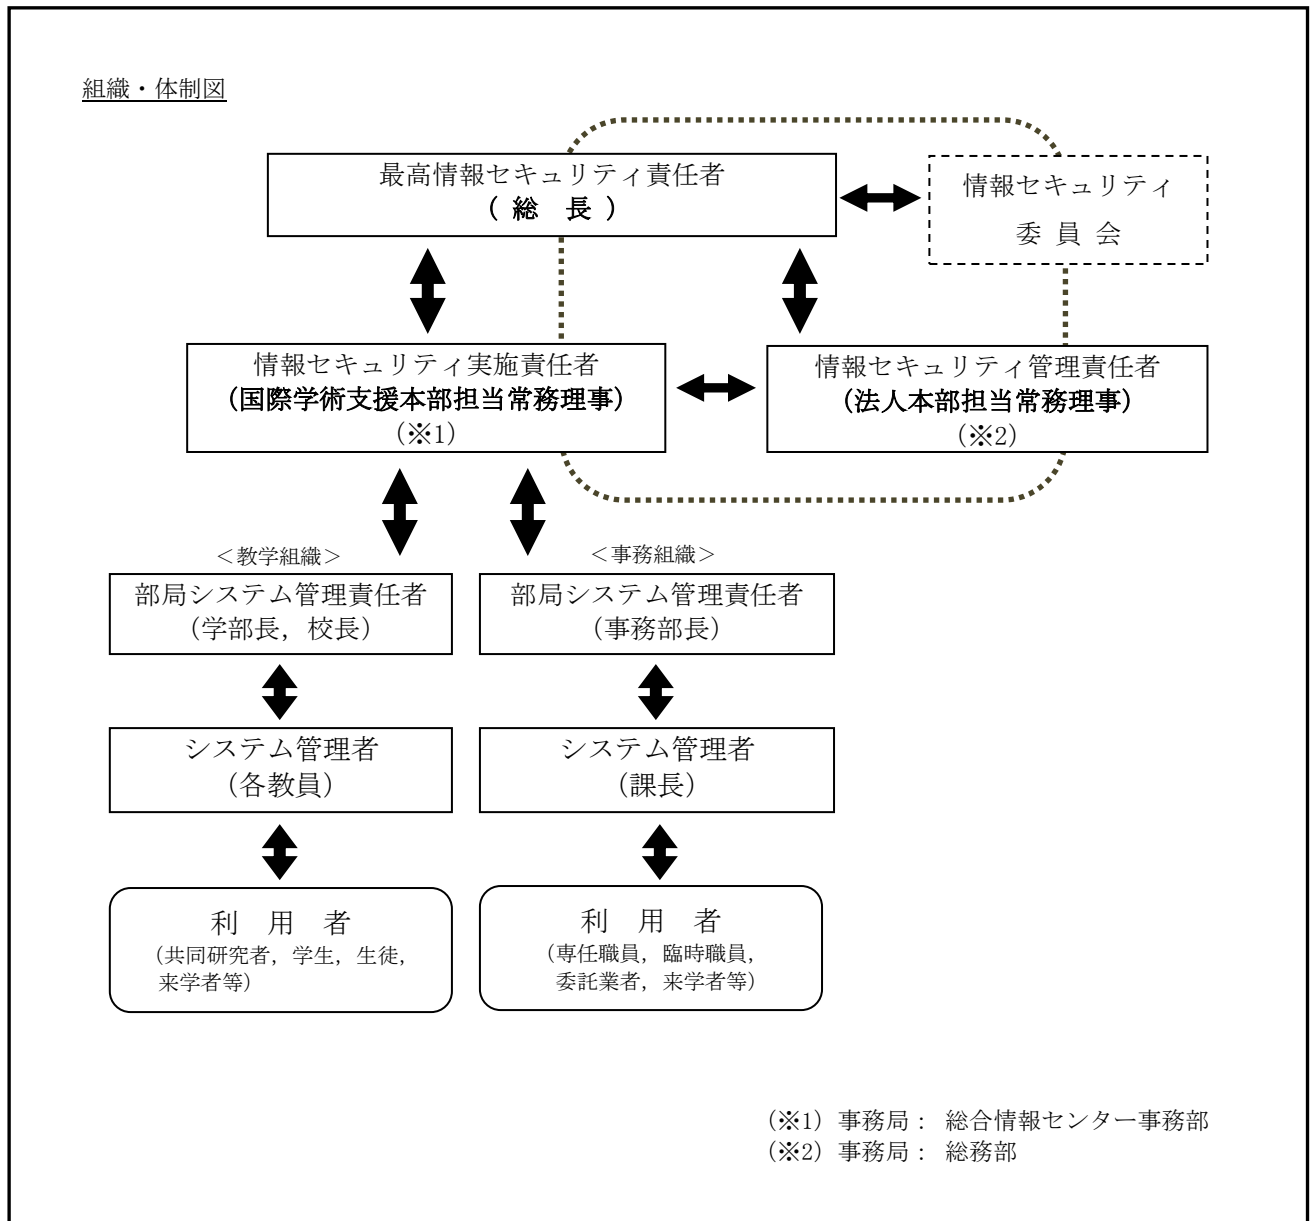 組織・体制図
最高情報セキュリティ責任者
（ 総　長 ）
情報セキュリティ
委 員 会
情報セキュリティ実施責任者
（国際学術支援本部担当常務理事）
（※1）
情報セキュリティ管理責任者
（法人本部担当常務理事）
（※2）
＜教学組織＞
＜事務組織＞
部局システム管理責任者
（学部長，校長）
部局システム管理責任者
（事務部長）
システム管理者
（各教員）
システム管理者
（課長）
利　用　者
（共同研究者，学生，生徒，
来学者等）
利　用　者
（専任職員，臨時職員，
委託業者，来学者等）
（※1）事務局： 総合情報センター事務部
（※2）事務局： 総務部